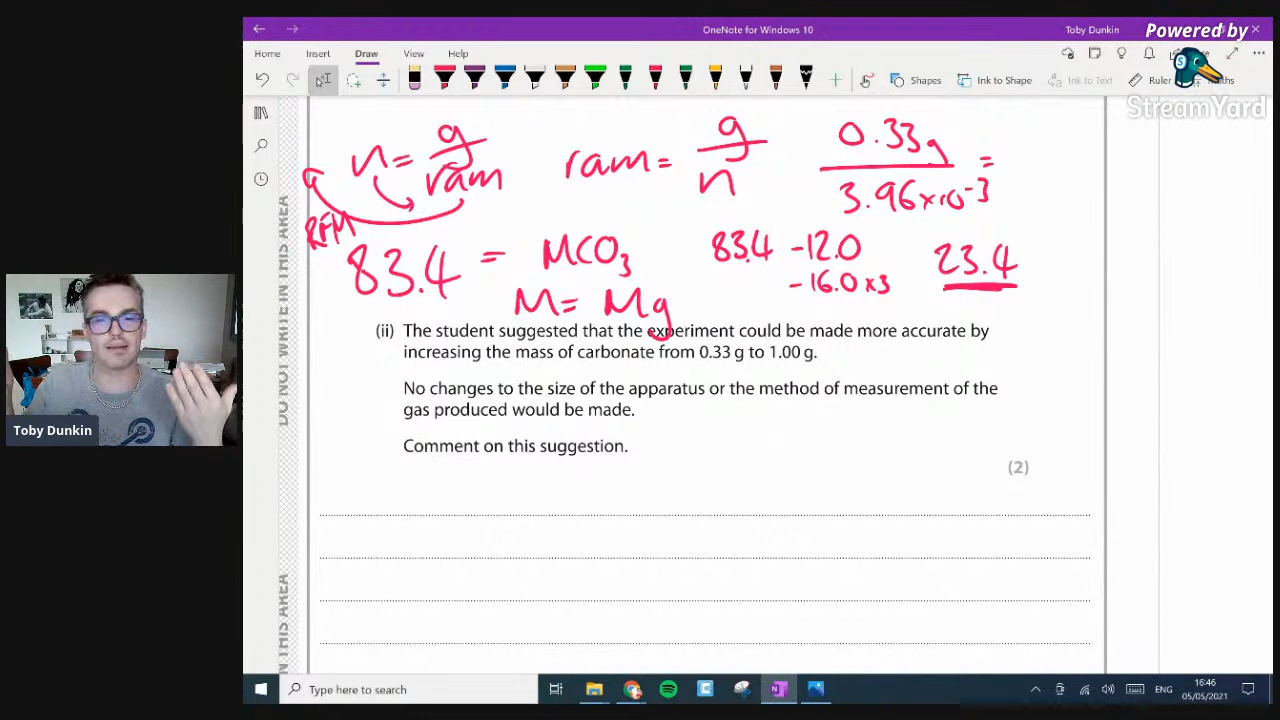 OneNote for Windows 10
Toby Dunkin
Powered by
StreamYard
Home Insert Draw View Help
Shapes Ink to Shape Ink to Text Ruler Maths
n= g/ram ram= g/n 0.33g/3.96x10-3 =
RFM
83.4 = MCO3 83.4 -12.0 23.4
-16.0x3
M= Mg
(ii) The student suggested that the experiment could be made more accurate by
increasing the mass of carbonate from 0.33 g to 1.00 g.
No changes to the size of the apparatus or the method of measurement of the
gas produced would be made.
Comment on this suggestion.
(2)
DO NOT WRITE IN THIS AREA
N THIS AREA
Toby Dunkin
Type here to search
ENG
16:46
05/05/2021